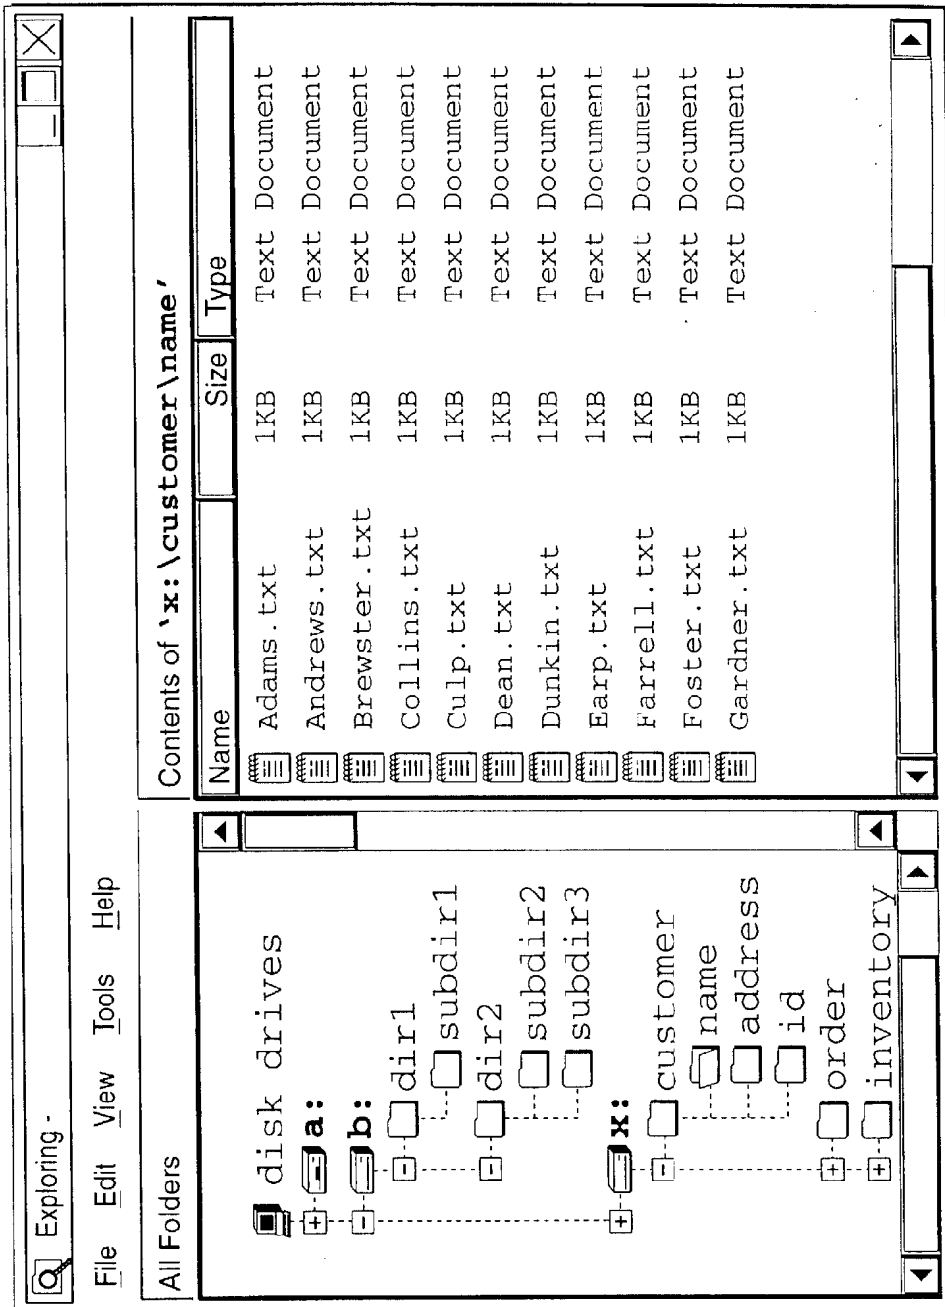 Exploring -
File Edit View Tools Help
All Folders
Contents of ‘x:\customer\name’
disk drives
a:
b:
dir1
subdir1
dir2
subdir2
subdir3
x:
customer
name
address
id
order
inventory
Name Size Type
Adams.txt 1KB Text Document
Andrews.txt 1KB Text Document
Brewster.txt 1KB Text Document
Collins.txt 1KB Text Document
Culp.txt 1KB Text Document
Dean.txt 1KB Text Document
Dunkin.txt 1KB Text Document
Earp.txt 1KB Text Document
Farrell.txt 1KB Text Document
Foster.txt 1KB Text Document
Gardner.txt 1KB Text Document